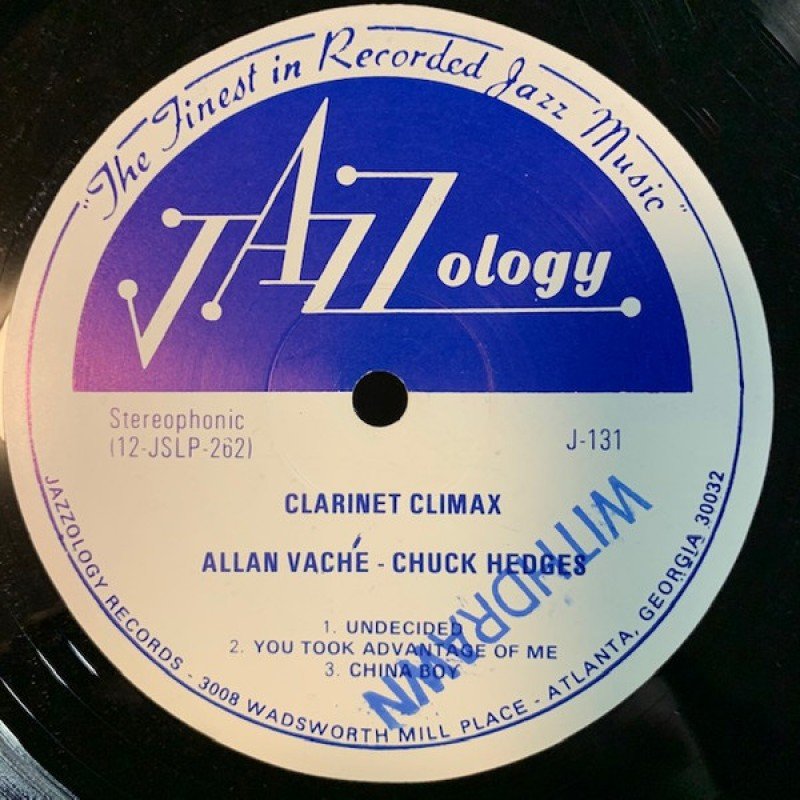 "The Finest in Recorded Jazz Music"
JAZZology
Stereophonic
(12-JSLP-262)
J-131
CLARINET CLIMAX
ALLAN VACHÉ - CHUCK HEDGES
1. UNDECIDED
2. YOU TOOK ADVANTAGE OF ME
3. CHINA BOY
WITHDRAWN
JAZZOLOGY RECORDS - 3008 WADSWORTH MILL PLACE - ATLANTA, GEORGIA 30032